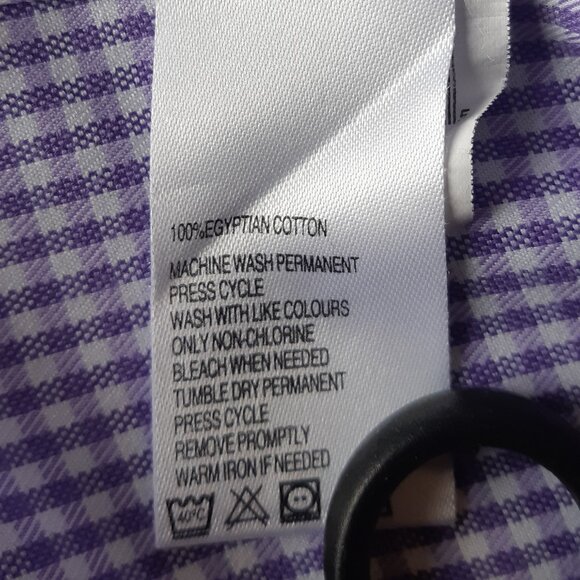 100%EGYPTIAN COTTON
MACHINE WASH PERMANENT
PRESS CYCLE
WASH WITH LIKE COLOURS
ONLY NON-CHLORINE
BLEACH WHEN NEEDED
TUMBLE DRY PERMANENT
PRESS CYCLE
REMOVE PROMPTLY
WARM IRON IF NEEDED
40°C